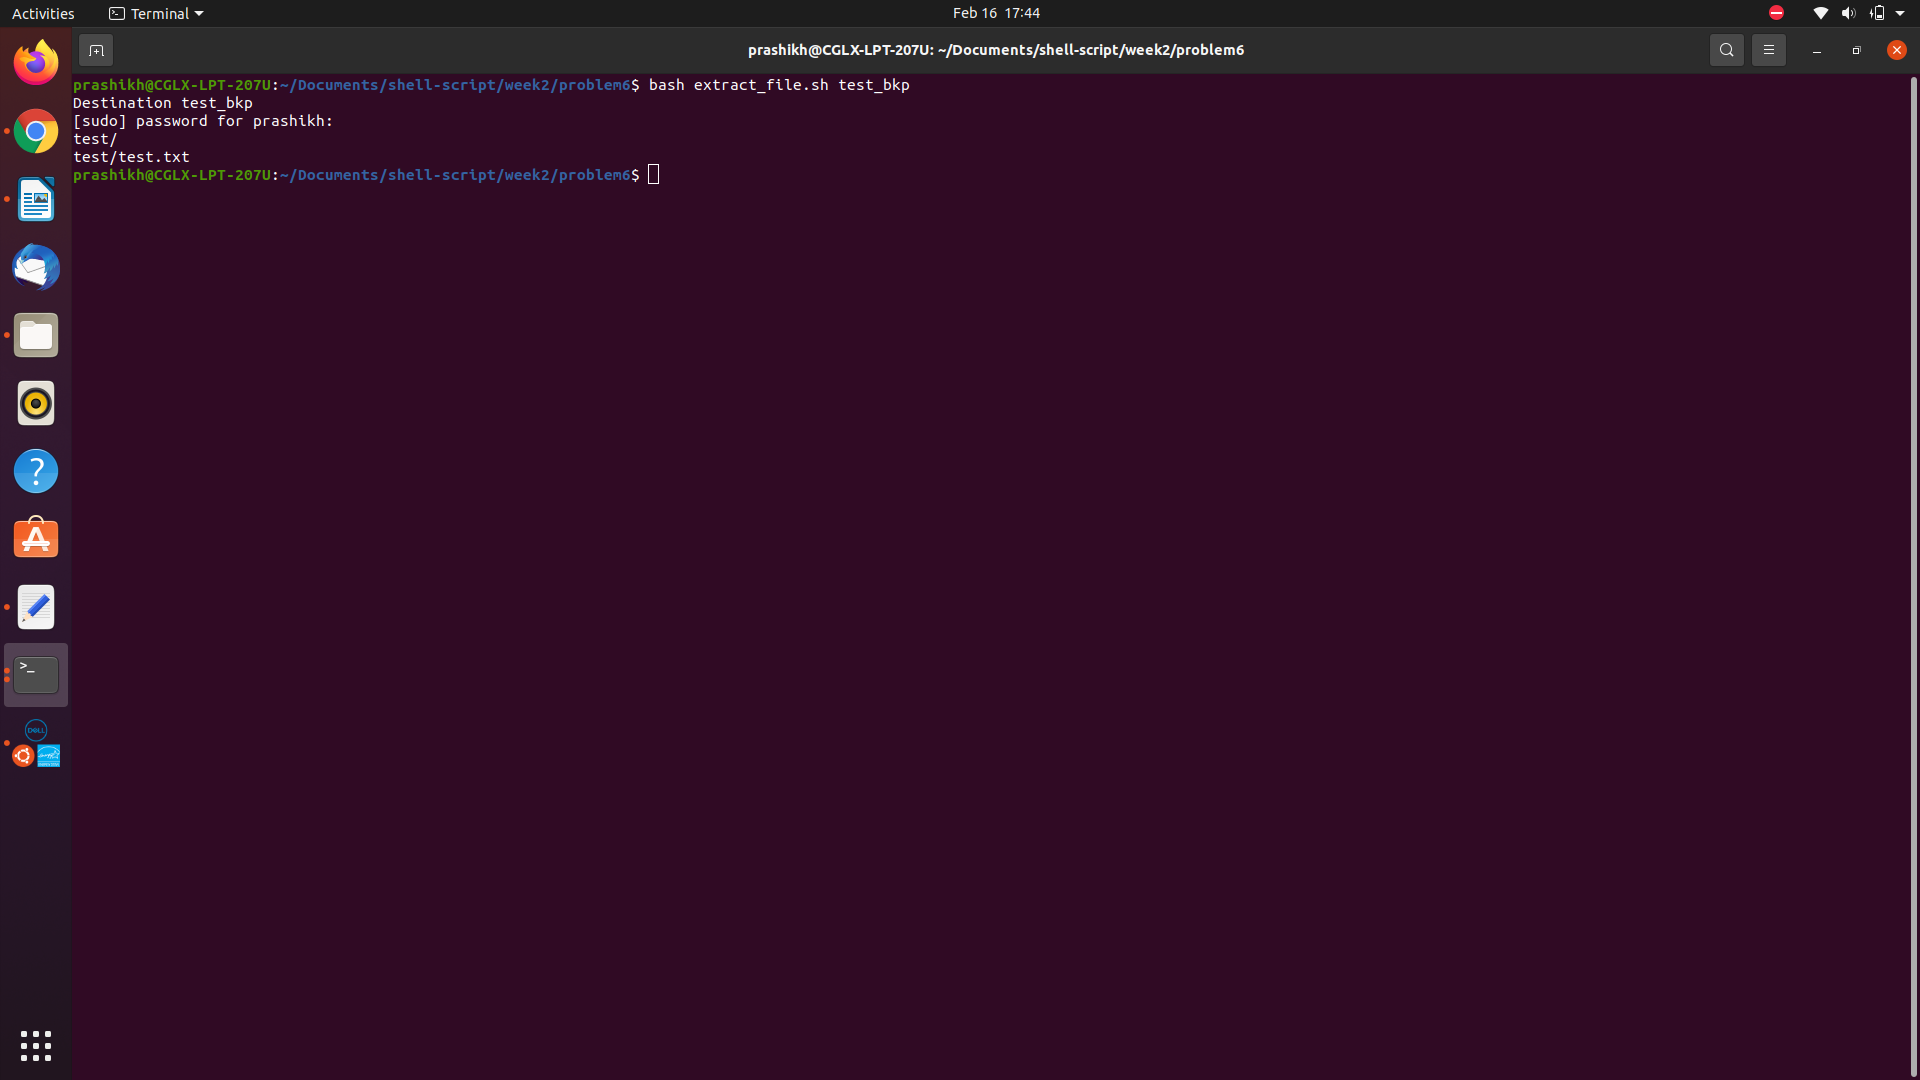 Activities
Terminal
Feb 16 17:44
prashikh@CGLX-LPT-207U: ~/Documents/shell-script/week2/problem6
prashikh@CGLX-LPT-207U:~/Documents/shell-script/week2/problem6$ bash extract_file.sh test_bkp
Destination test_bkp
[sudo] password for prashikh:
test/
test/test.txt
prashikh@CGLX-LPT-207U:~/Documents/shell-script/week2/problem6$
?
>_
DELL